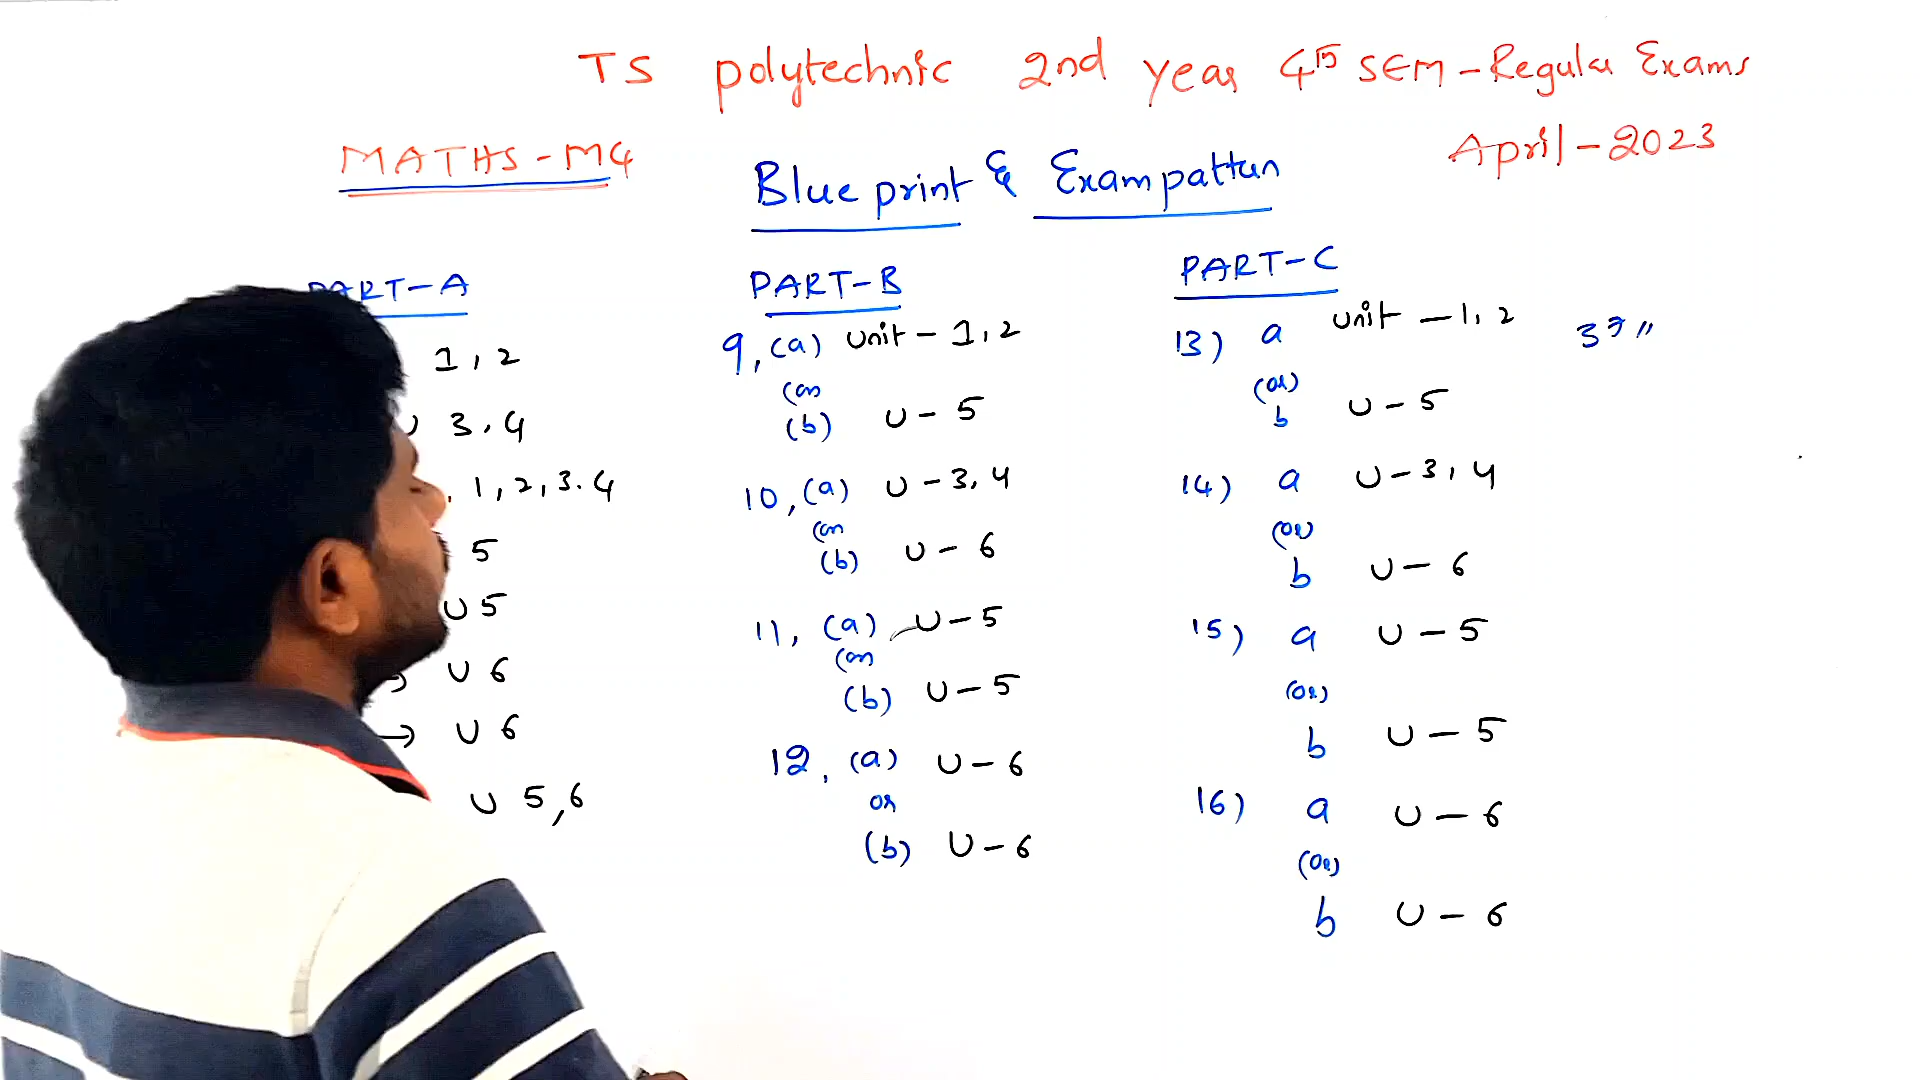 TS polytechnic 2nd year 4th SEM - Regular Exams
April - 2023
MATHS - M4
Blue print & Exam pattern
PART-A
1, 2
U 3, 4
1, 2, 3, 4
5
U 5
→ U 6
→ U 6
U 5, 6
PART-B
9, (a) Unit - 1, 2
(or)
(b) U - 5
10, (a) U - 3, 4
(or)
(b) U - 6
11, (a) U - 5
(or)
(b) U - 5
12, (a) U - 6
or
(b) U - 6
PART-C
13) a Unit - 1, 2
(or)
b U - 5
14) a U - 3, 4
(or)
b U - 6
15) a U - 5
(or)
b U - 5
16) a U - 6
(or)
b U - 6